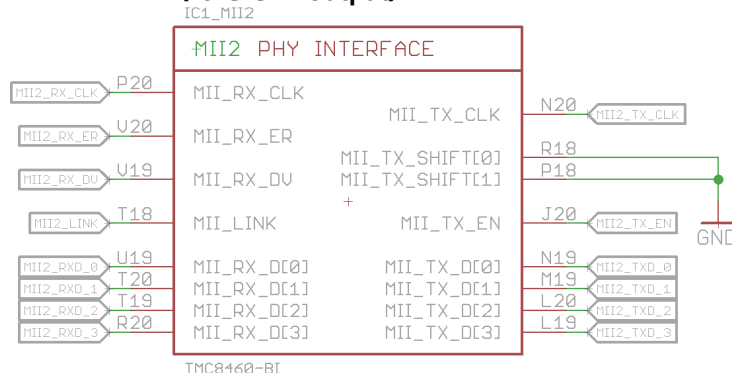 IC1_MII2
MII2 PHY INTERFACE
MII2_RX_CLK P20 MII_RX_CLK
MII_TX_CLK N20 MII2_TX_CLK
MII2_RX_ER V20 MII_RX_ER
MII_TX_SHIFT[0] R18
MII2_RX_DV V19 MII_RX_DV
MII_TX_SHIFT[1] P18
MII2_LINK T18 MII_LINK
MII_TX_EN J20 MII2_TX_EN
GND
MII2_RXD_0 U19 MII_RX_D[0] MII_TX_D[0] N19 MII2_TXD_0
MII2_RXD_1 T20 MII_RX_D[1] MII_TX_D[1] M19 MII2_TXD_1
MII2_RXD_2 T19 MII_RX_D[2] MII_TX_D[2] L20 MII2_TXD_2
MII2_RXD_3 R20 MII_RX_D[3] MII_TX_D[3] L19 MII2_TXD_3
TMC8460-BI